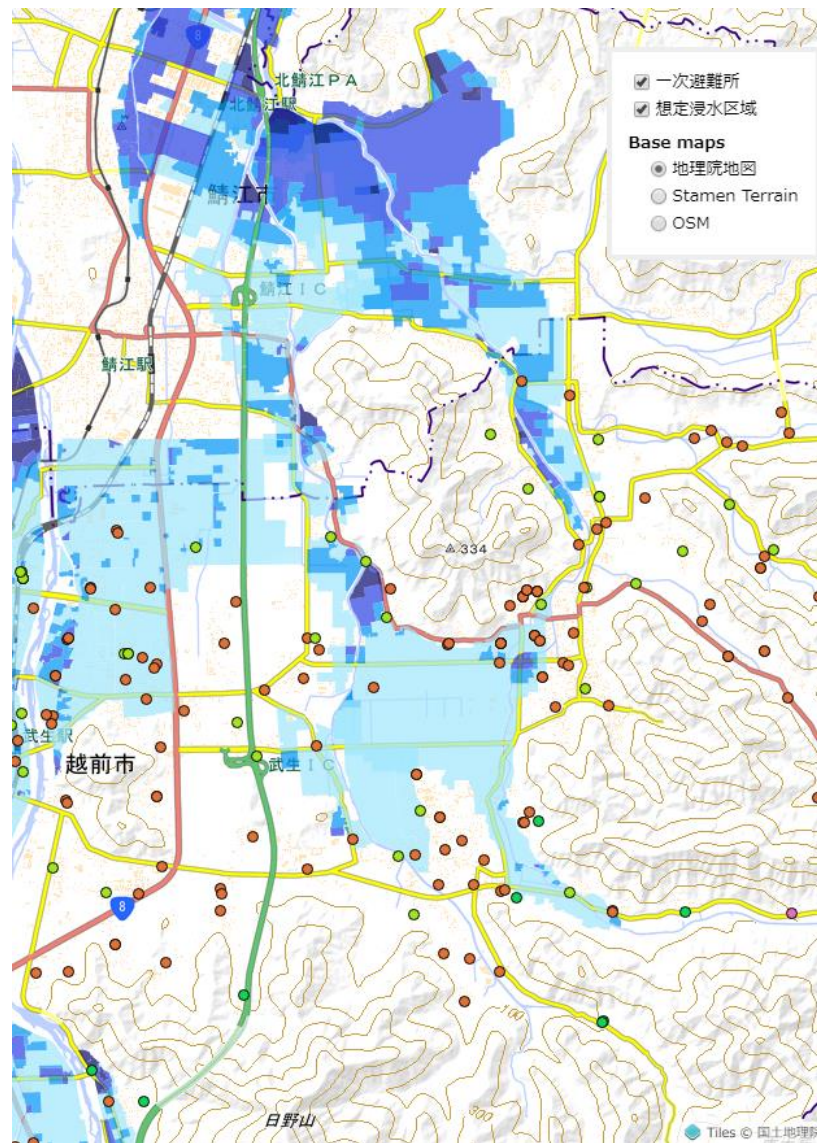 8
北鯖江PA
北鯖江駅
一次避難所
想定浸水区域
Base maps
地理院地図
Stamen Terrain
OSM
鯖江市
鯖江IC
鯖江駅
334
武生駅
越前市
武生IC
8
100
300
日野山
Tiles © 国土地理院